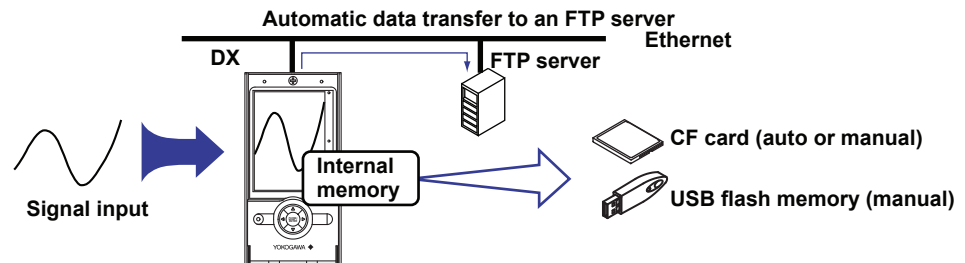 Automatic data transfer to an FTP server
Ethernet
DX
FTP server
Internal
memory
CF card (auto or manual)
USB flash memory (manual)
Signal input
YOKOGAWA